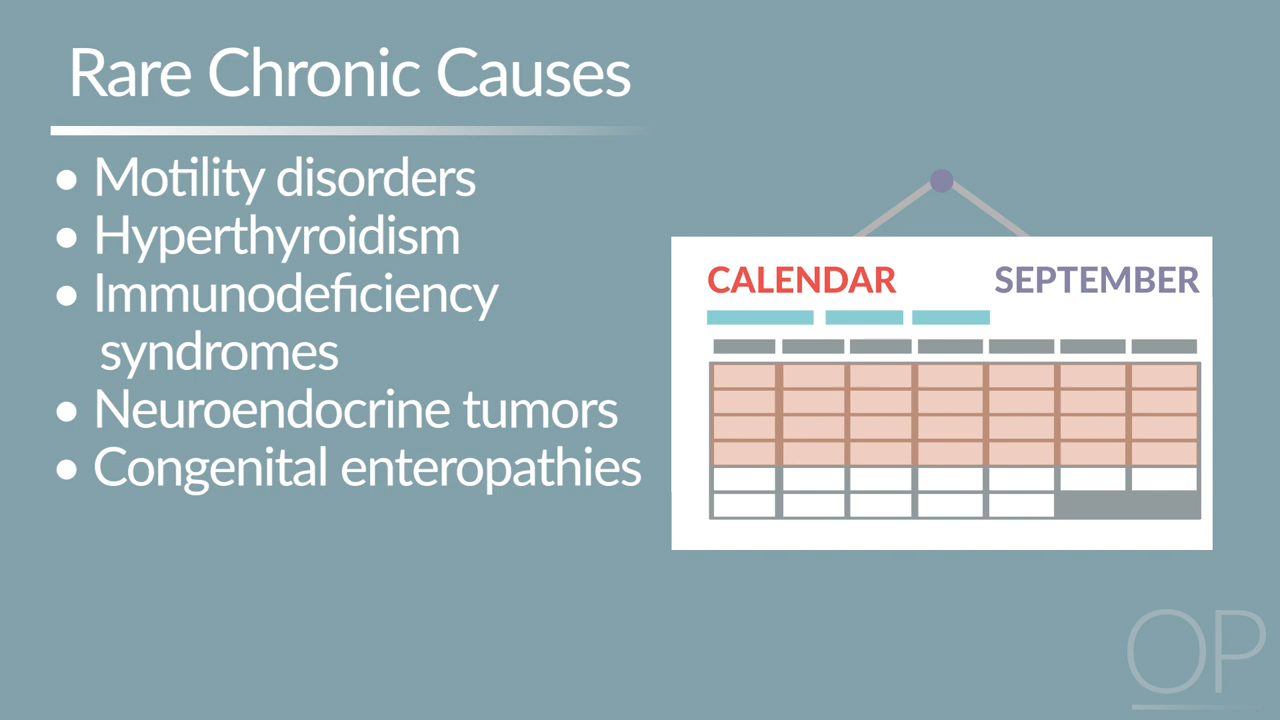 Rare Chronic Causes
• Motility disorders
• Hyperthyroidism
• Immunodeficiency
syndromes
• Neuroendocrine tumors
• Congenital enteropathies
CALENDAR SEPTEMBER
OP